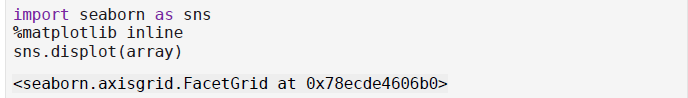 import seaborn as sns
%matplotlib inline
sns.displot(array)
<seaborn.axisgrid.FacetGrid at 0x78ecde4606b0>